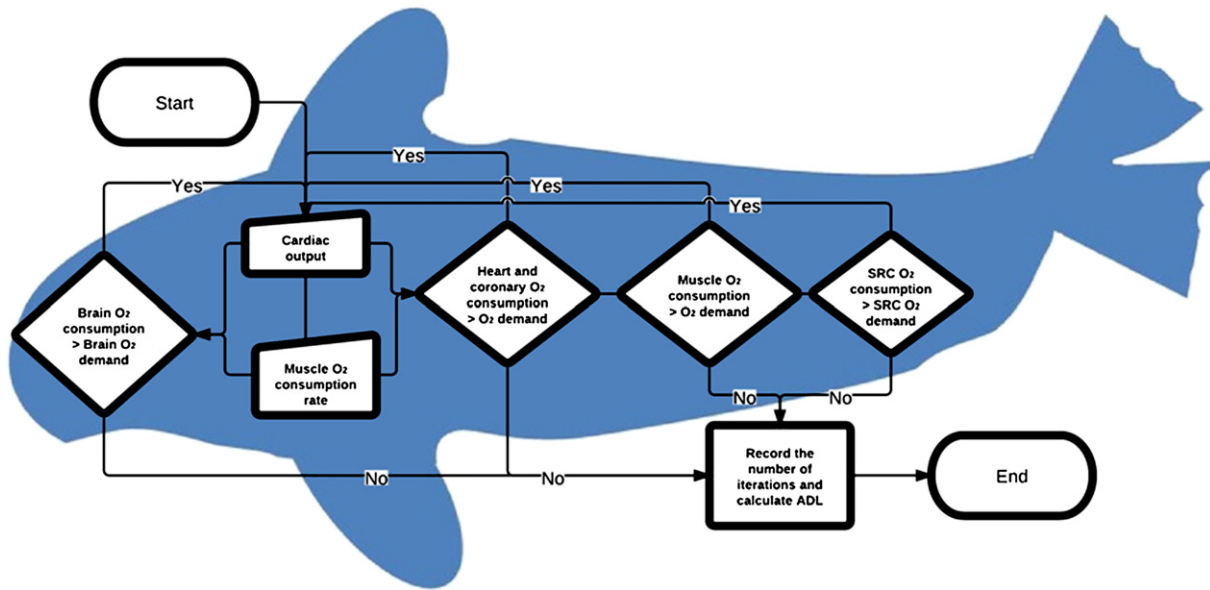 Start
Yes
Yes
Yes
Yes
Cardiac
output
Heart and
coronary O₂
consumption
> O₂ demand
Muscle O₂
consumption
> O₂ demand
SRC O₂
consumption
> SRC O₂
demand
Brain O₂
consumption
> Brain O₂
demand
Muscle O₂
consumption
rate
No
No
No
No
Record the
number of
iterations and
calculate ADL
End